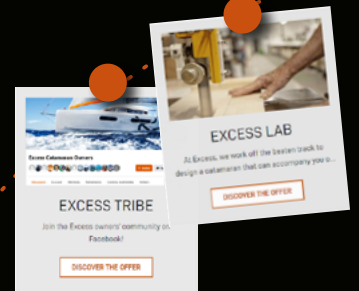 Excess Catamaran Owners
EXCESS TRIBE
Join the Excess owners' community on
Facebook!
DISCOVER THE OFFER
EXCESS LAB
At Excess, we work off the beaten track to
design a catamaran that can accompany you o...
DISCOVER THE OFFER